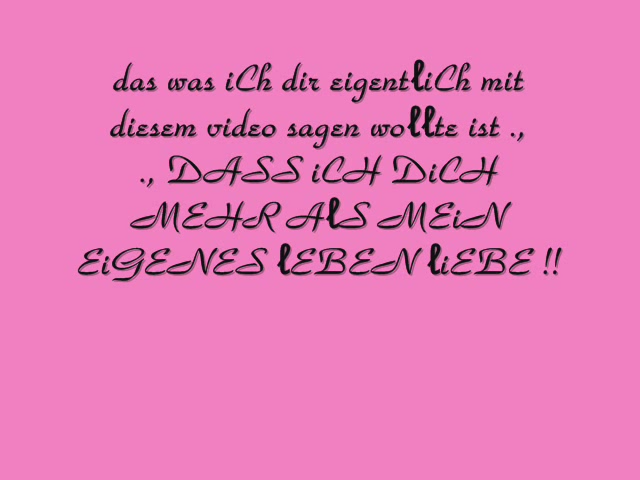 das was iCh dir eigentliCh mit
diesem video sagen wollte ist .,
., DASS iCH DiCH
MEHR AlS MEiN
EiGENES lEBEN liEBE !!